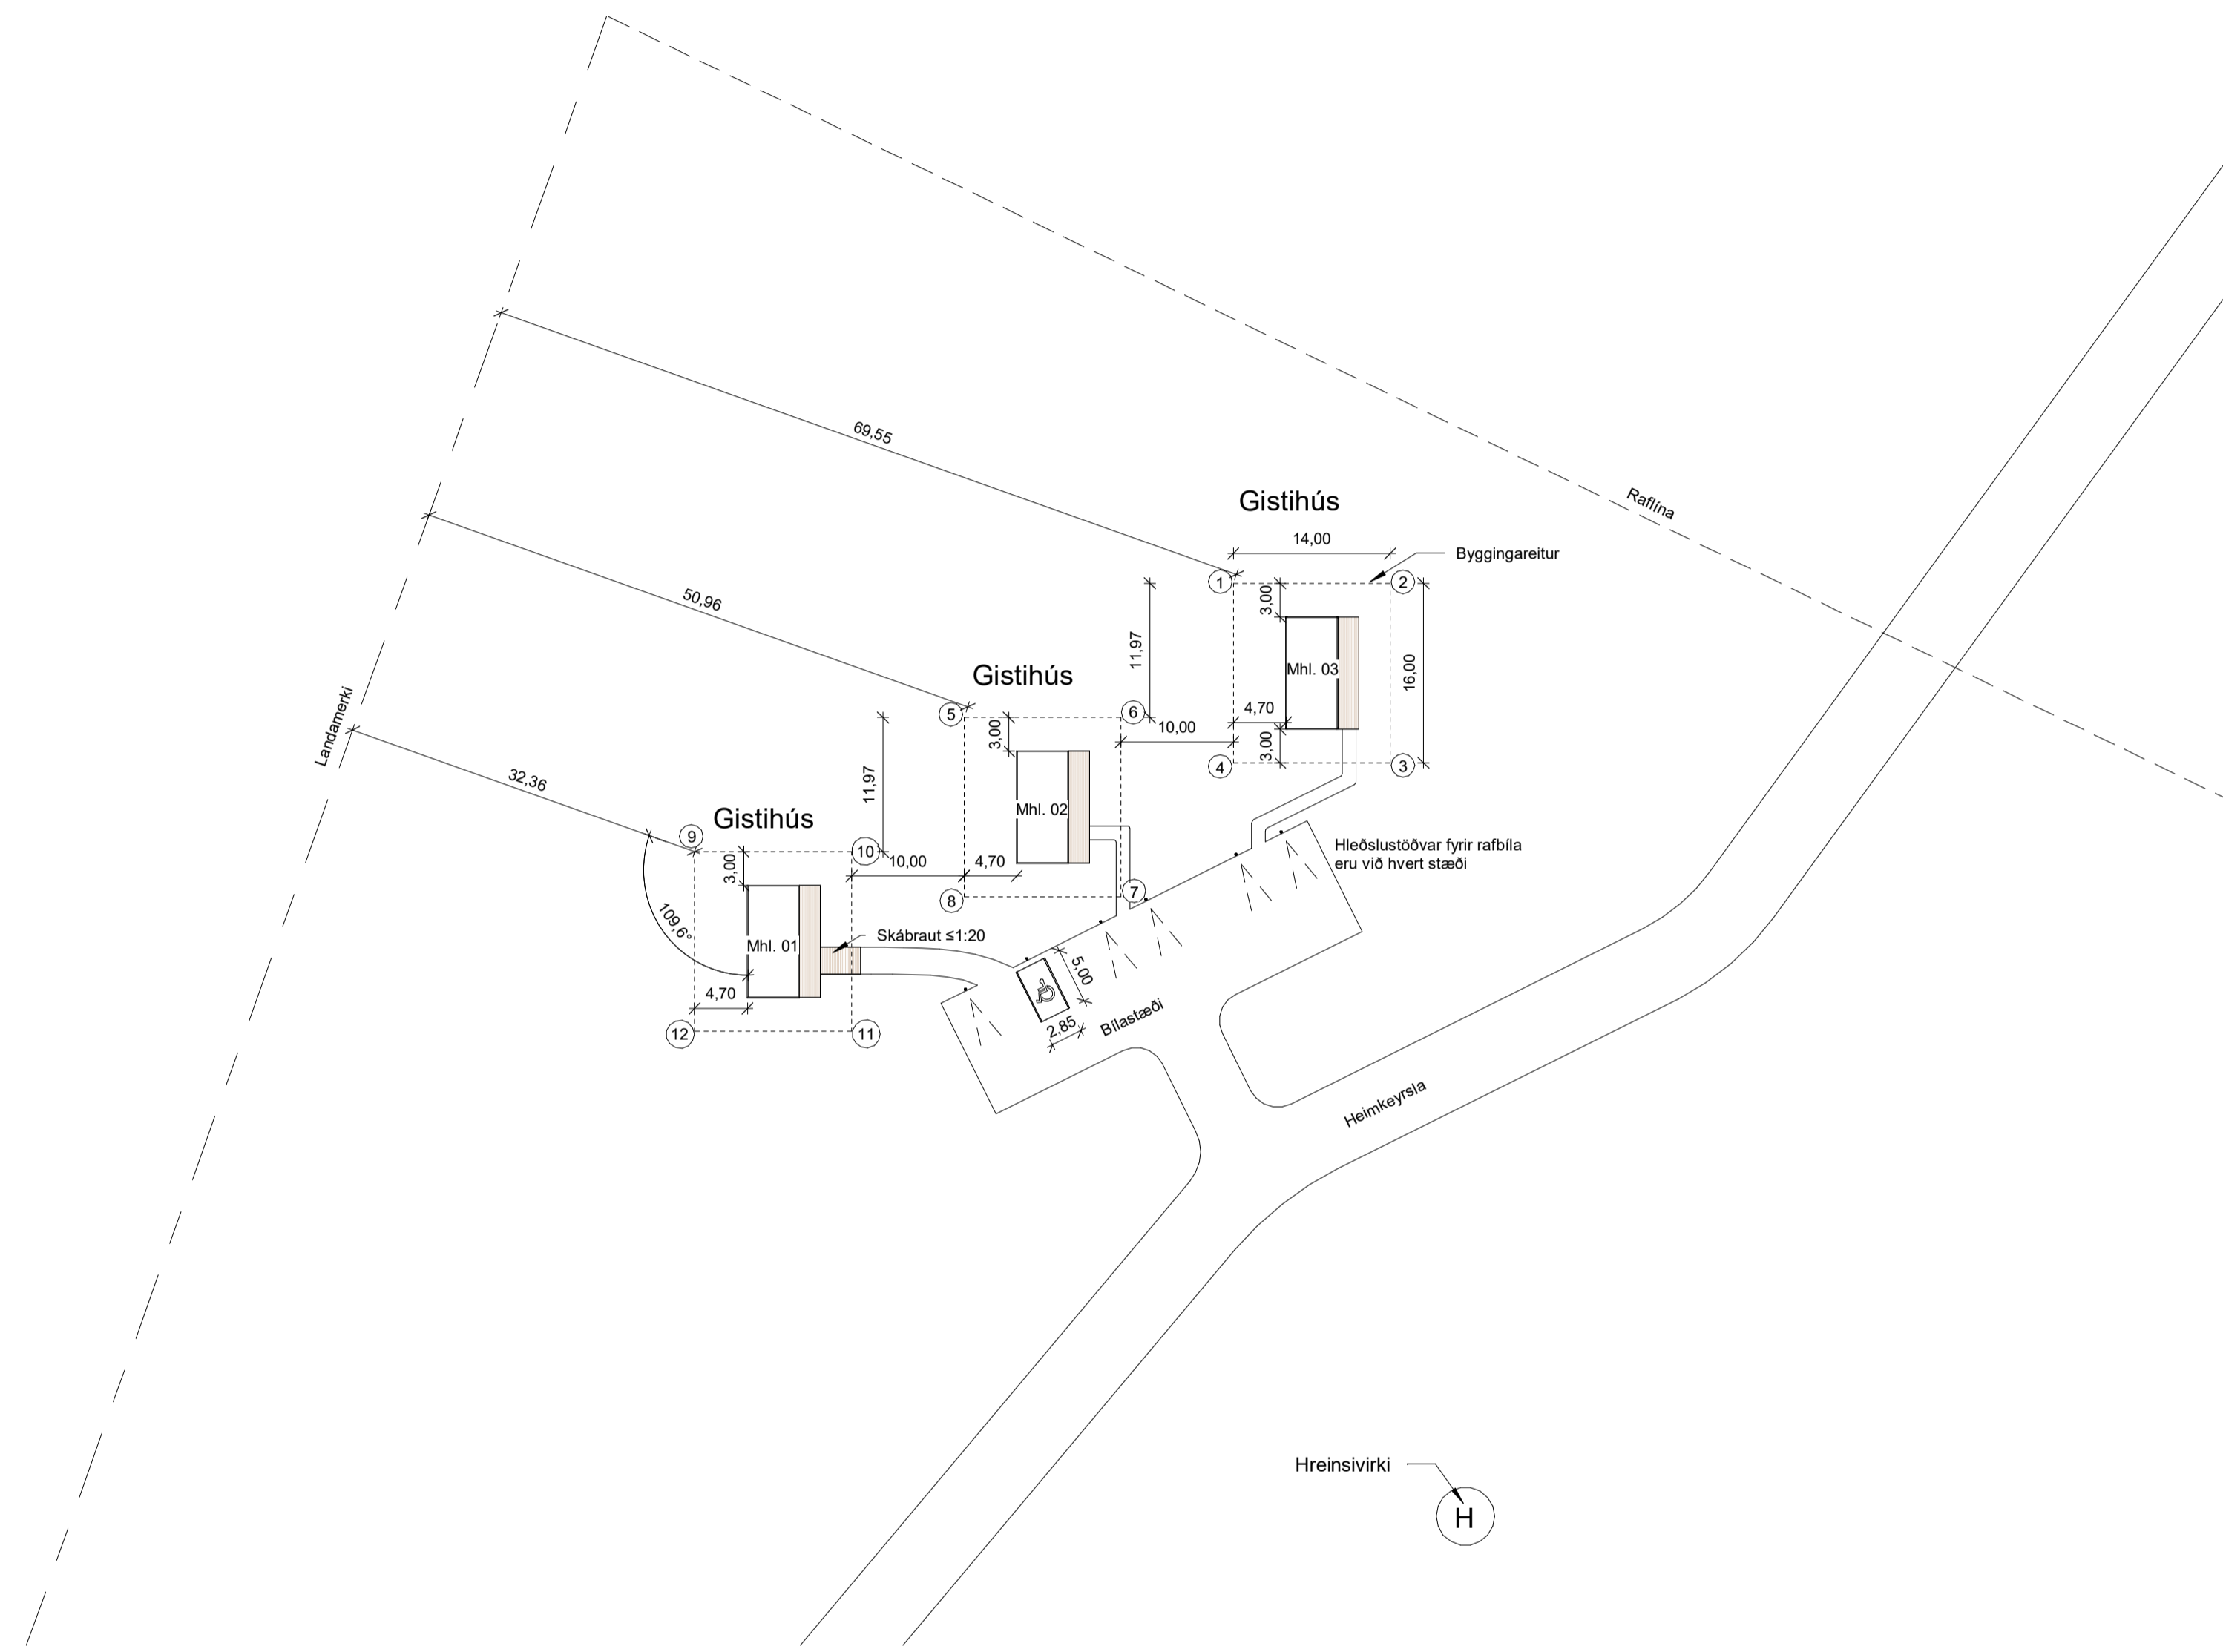 69,55
Raflína
Gistihús
14,00
Byggingareitur
1
2
3,00
50,96
11,97
Mhl. 03
16,00
Gistihús
4,70
5
6
10,00
3,00
3,00
4
3
Landamerki
32,36
11,97
Mhl. 02
Gistihús
9
10
10,00
4,70
Hleðslustöðvar fyrir rafbíla
eru við hvert stæði
3,00
8
7
109,6°
Mhl. 01
Skábraut ≤1:20
5,00
4,70
2,85
Bílastæði
12
11
Heimkeyrsla
Hreinsivirki
H